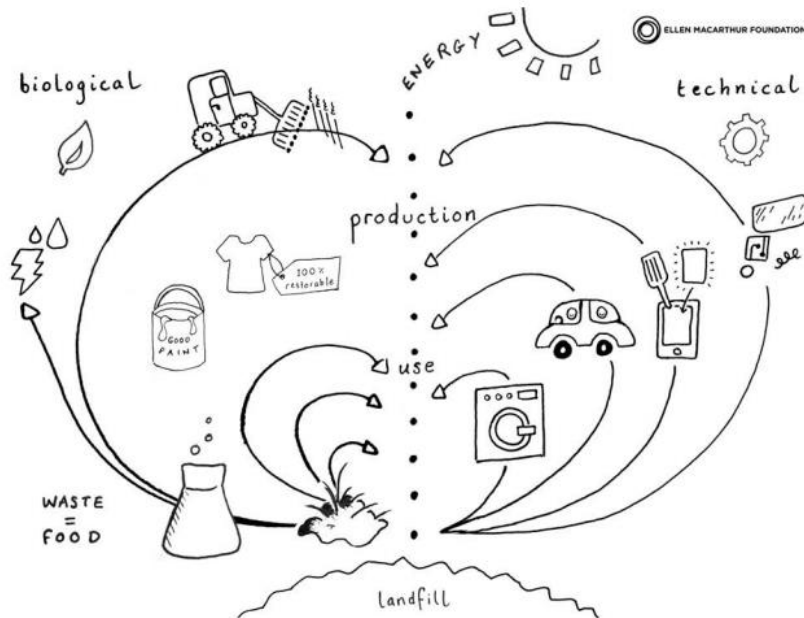 ENERGY
ELLEN MACARTHUR FOUNDATION
biological
technical
production
100%
restorable
GOOD
PAINT
use
WASTE
=
FOOD
landfill